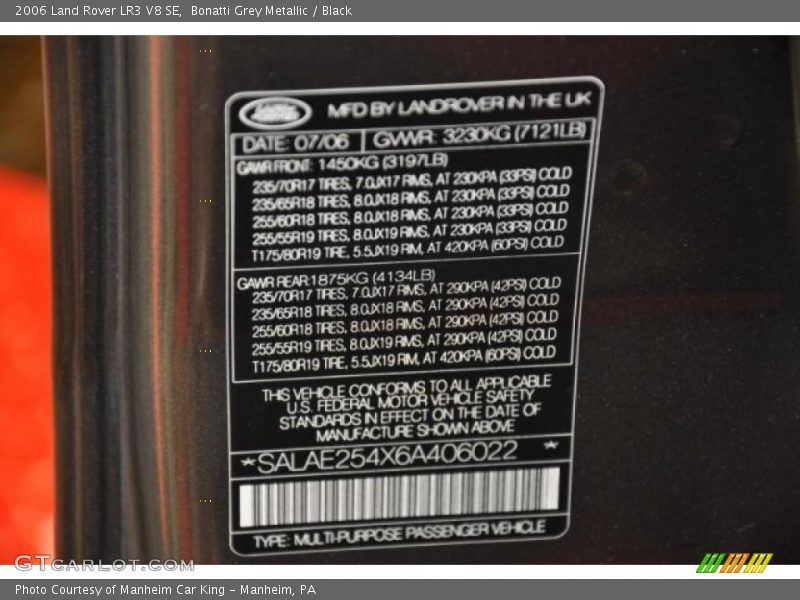 2006 Land Rover LR3 V8 SE, Bonatti Grey Metallic / Black
LAND ROVER
MFD BY LANDROVER IN THE UK
DATE: 07/06 GVWR: 3230KG (7121LB)
GAWR FRONT: 1450KG (3197LB)
235/70R17 TIRES, 7.0JX17 RIMS, AT 230KPA (33PSI) COLD
235/65R18 TIRES, 8.0JX18 RIMS, AT 230KPA (33PSI) COLD
255/60R18 TIRES, 8.0JX18 RIMS, AT 230KPA (33PSI) COLD
255/55R19 TIRES, 8.0JX19 RIMS, AT 230KPA (33PSI) COLD
T175/80R19 TIRE, 5.5JX19 RIM, AT 420KPA (60PSI) COLD
GAWR REAR:1875KG (4134LB)
235/70R17 TIRES, 7.0JX17 RIMS, AT 290KPA (42PSI) COLD
235/65R18 TIRES, 8.0JX18 RIMS, AT 290KPA (42PSI) COLD
255/60R18 TIRES, 8.0JX18 RIMS, AT 290KPA (42PSI) COLD
255/55R19 TIRES, 8.0JX19 RIMS, AT 290KPA (42PSI) COLD
T175/80R19 TIRE, 5.5JX19 RIM, AT 420KPA (60PSI) COLD
THIS VEHICLE CONFORMS TO ALL APPLICABLE
U.S. FEDERAL MOTOR VEHICLE SAFETY
STANDARDS IN EFFECT ON THE DATE OF
MANUFACTURE SHOWN ABOVE
*SALAE254X6A406022 *
TYPE: MULTI-PURPOSE PASSENGER VEHICLE
GTCarLot.com
Photo Courtesy of Manheim Car King - Manheim, PA